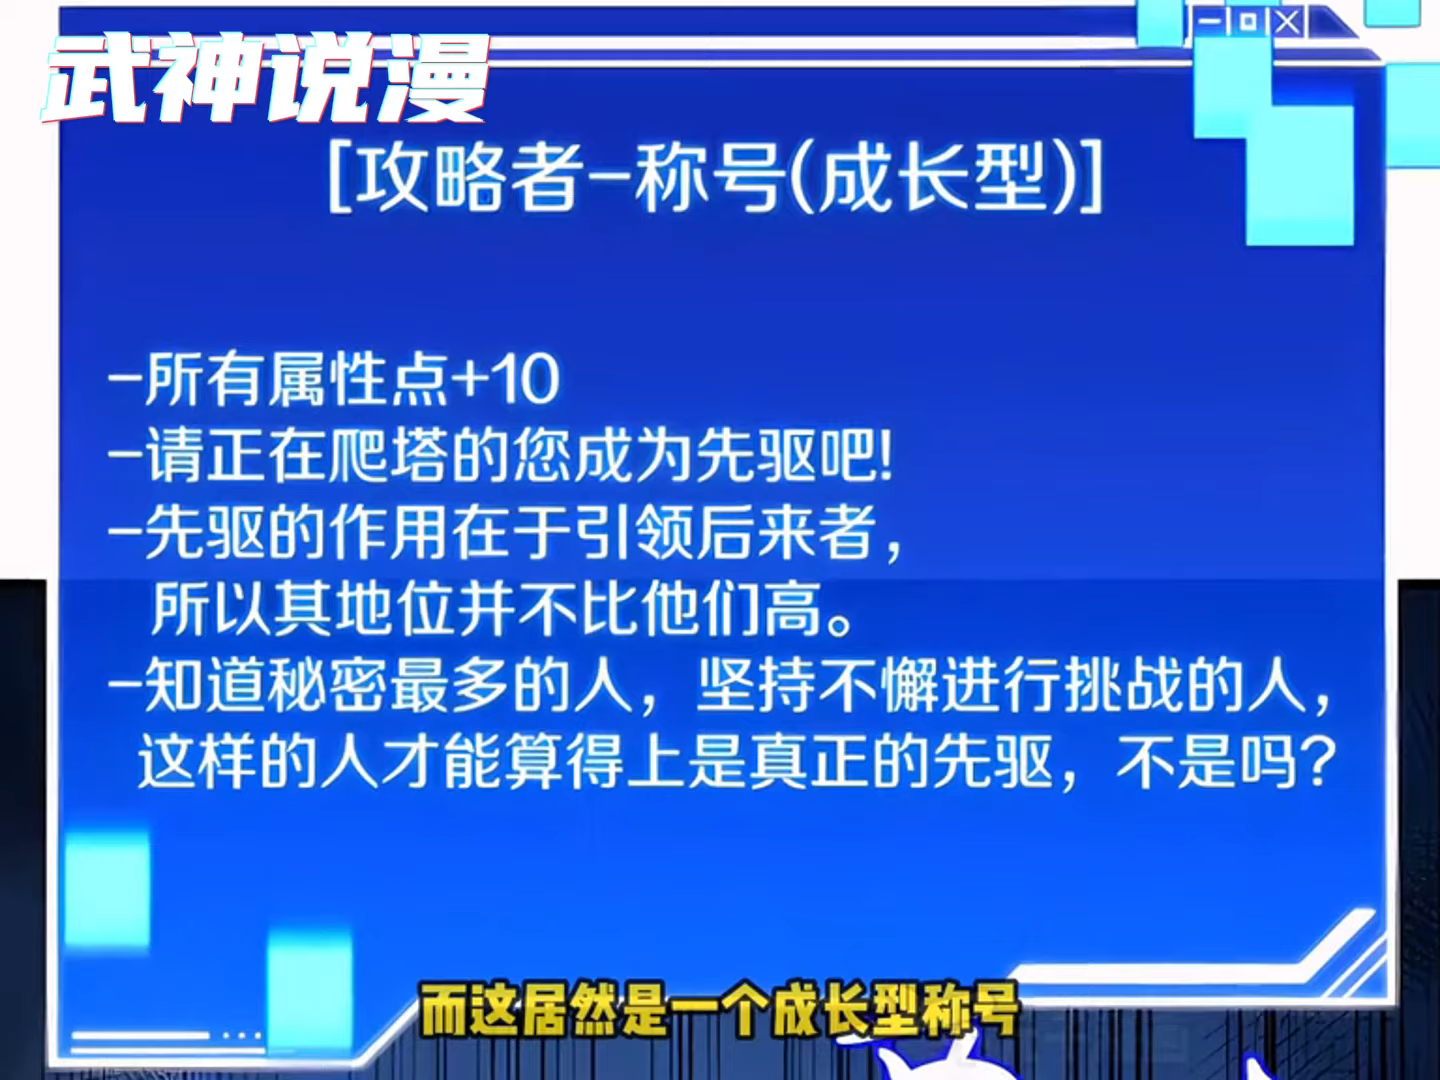 武神说漫
[攻略者-称号(成长型)]
-所有属性点+10
-请正在爬塔的您成为先驱吧!
-先驱的作用在于引领后来者，
所以其地位并不比他们高。
-知道秘密最多的人，坚持不懈进行挑战的人，
这样的人才能算得上是真正的先驱，不是吗?
而这居然是一个成长型称号